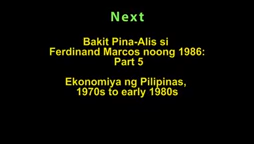 Next
Bakit Pina-Alis si
Ferdinand Marcos noong 1986:
Part 5
Ekonomiya ng Pilipinas,
1970s to early 1980s